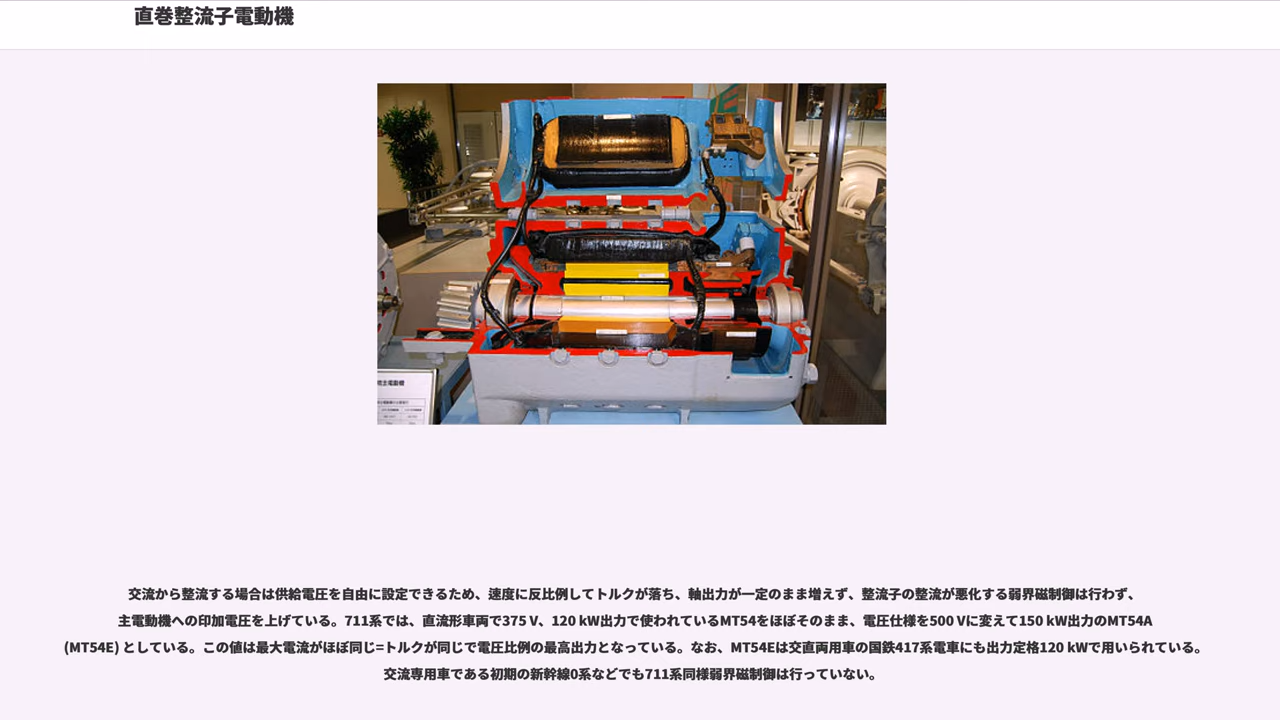 直巻整流子電動機
主電動機
交流から整流する場合は供給電圧を自由に設定できるため、速度に反比例してトルクが落ち、軸出力が一定のまま増えず、整流子の整流が悪化する弱界磁制御は行わず、
主電動機への印加電圧を上げている。711系では、直流形車両で375 V、120 kW出力で使われているMT54をほぼそのまま、電圧仕様を500 Vに変えて150 kW出力のMT54A
(MT54E) としている。この値は最大電流がほぼ同じ=トルクが同じで電圧比例の最高出力となっている。なお、MT54Eは交直両用車の国鉄417系電車にも出力定格120 kWで用いられている。
交流専用車である初期の新幹線0系などでも711系同様弱界磁制御は行っていない。